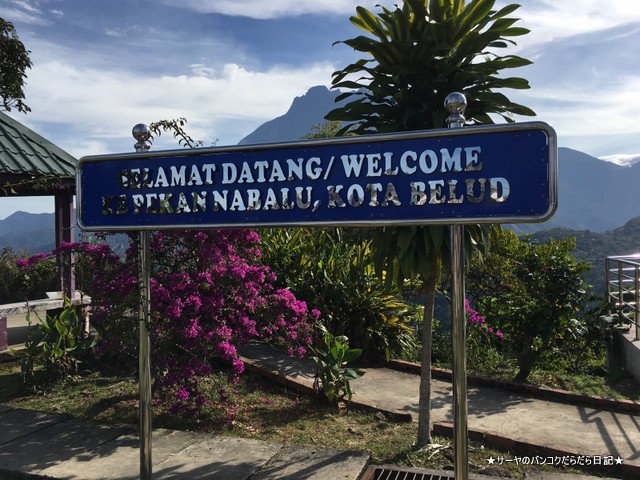 SELAMAT DATANG/ WELCOME
KE PEKAN NABALU, KOTA BELUD
★サーヤのバンコクだらだら日記★